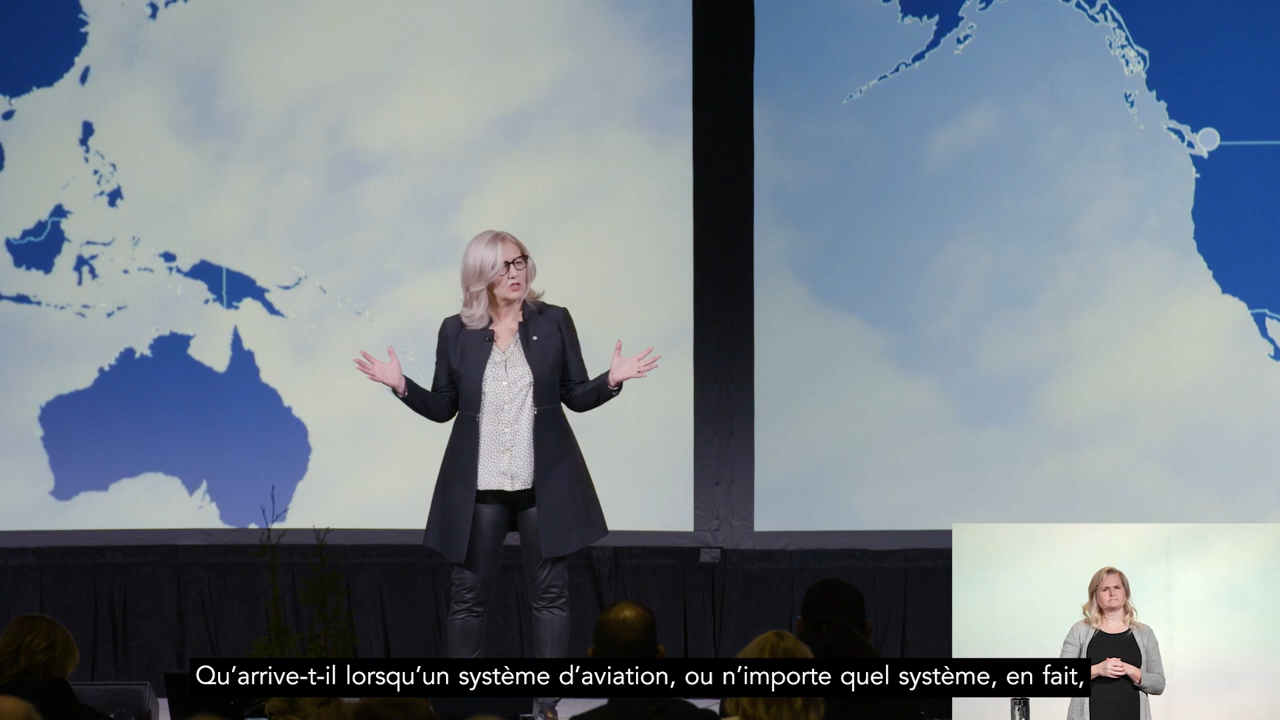 Qu’arrive-t-il lorsqu’un système d’aviation, ou n’importe quel système, en fait,